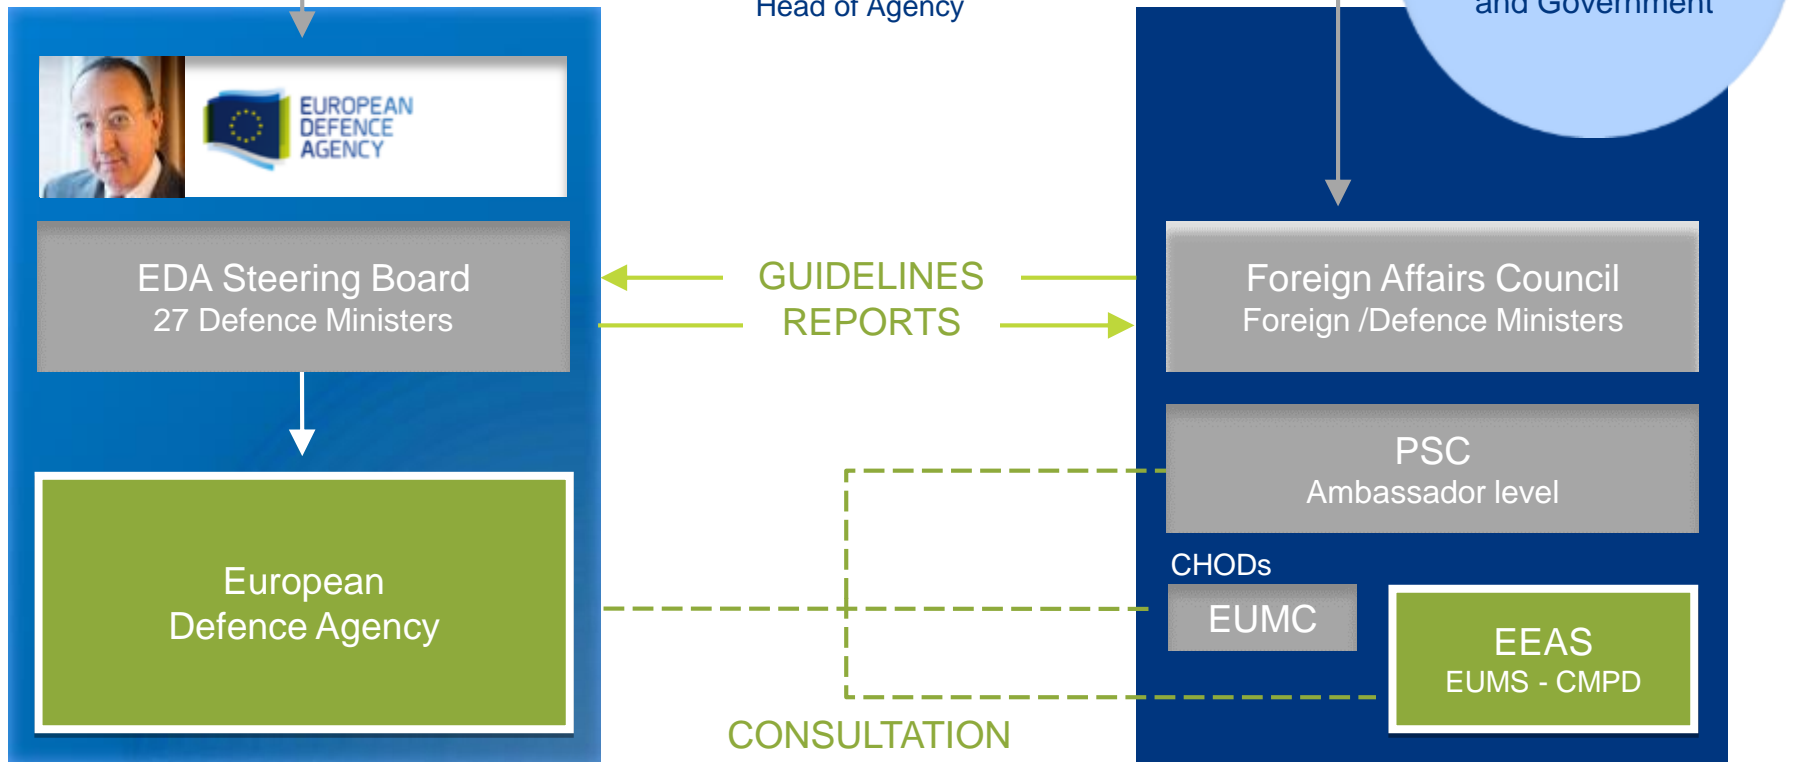 Head of Agency
and Government
EUROPEAN
DEFENCE
AGENCY
EDA Steering Board
27 Defence Ministers
GUIDELINES
REPORTS
Foreign Affairs Council
Foreign /Defence Ministers
PSC
Ambassador level
European
Defence Agency
CHODs
EUMC
EEAS
EUMS - CMPD
CONSULTATION